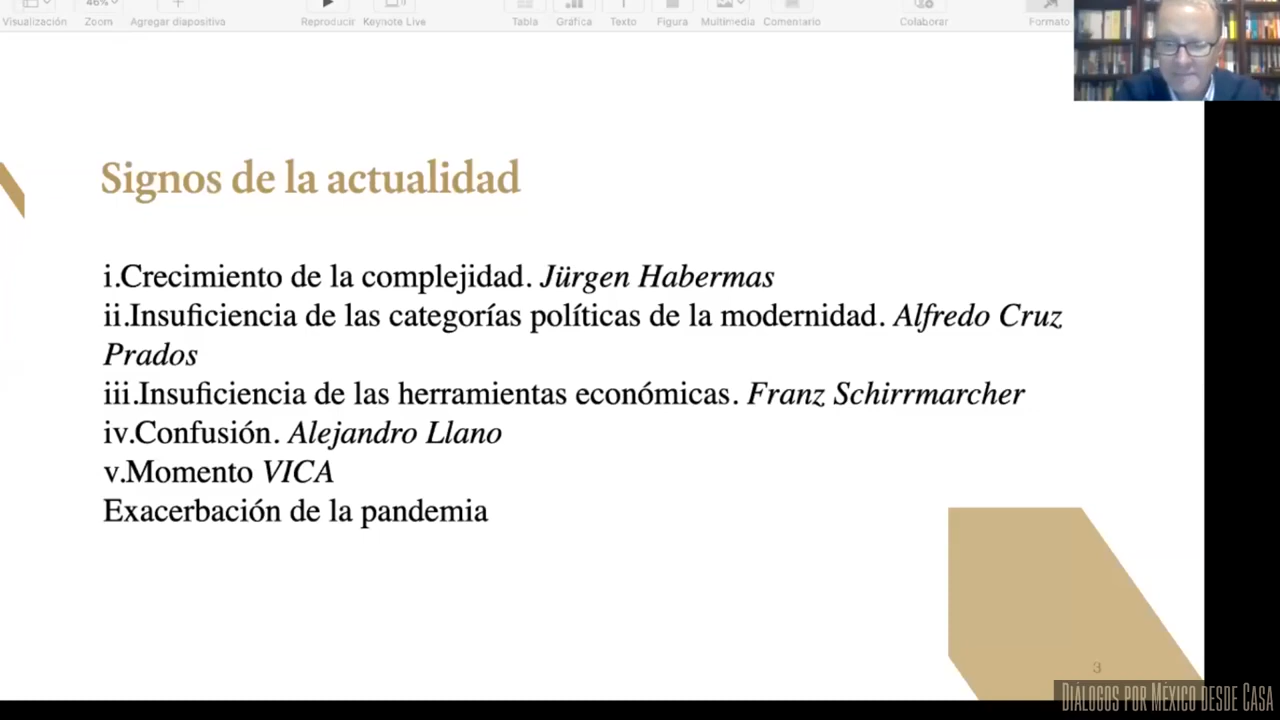 Visualización Zoom Agregar diapositiva Reproducir Keynote Live Tabla Gráfica Texto Figura Multimedia Comentario Colaborar Formato
Signos de la actualidad
i.Crecimiento de la complejidad. Jürgen Habermas
ii.Insuficiencia de las categorías políticas de la modernidad. Alfredo Cruz
Prados
iii.Insuficiencia de las herramientas económicas. Franz Schirrmarcher
iv.Confusión. Alejandro Llano
v.Momento VICA
Exacerbación de la pandemia
3
Diálogos por México desde Casa